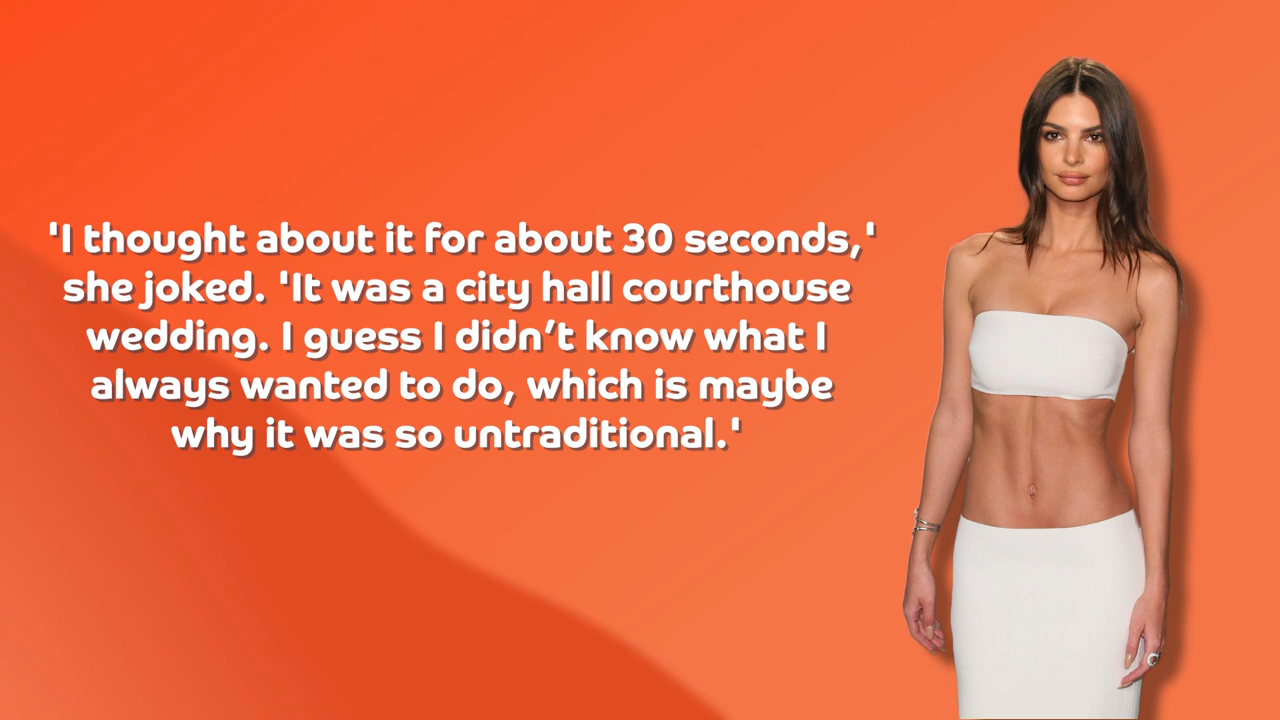 'I thought about it for about 30 seconds,'
she joked. 'It was a city hall courthouse
wedding. I guess I didn’t know what I
always wanted to do, which is maybe
why it was so untraditional.'